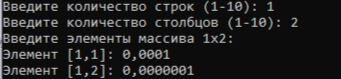 Введите количество строк (1-10): 1
Введите количество столбцов (1-10): 2
Введите элементы массива 1x2:
Элемент [1,1]: 0,0001
Элемент [1,2]: 0,0000001